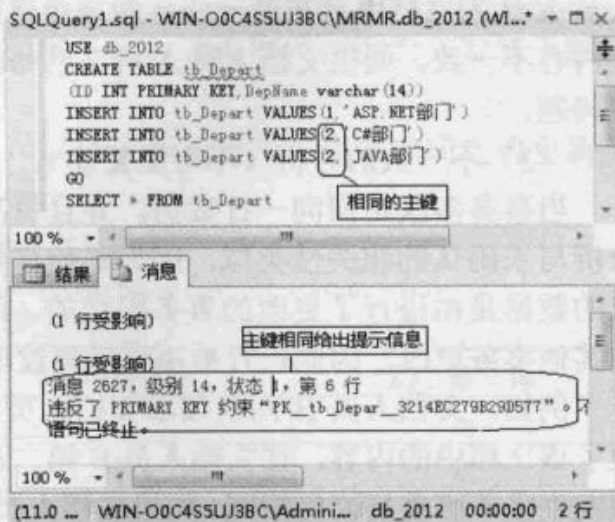 SQLQuery1.sql - WIN-O0C4S5UJ3BC\MRMR.db_2012 (WI...*
USE db_2012
CREATE TABLE tb_Depart
(ID INT PRIMARY KEY,DepName varchar(14))
INSERT INTO tb_Depart VALUES(1,'ASP.NET部门')
INSERT INTO tb_Depart VALUES(2,'C#部门')
INSERT INTO tb_Depart VALUES(2,'JAVA部门')
GO
SELECT * FROM tb_Depart
相同的主键
100 %
结果 消息
(1 行受影响)
主键相同给出提示信息
(1 行受影响)
消息 2627，级别 14，状态 1，第 6 行
违反了 PRIMARY KEY 约束“PK__tb_Depar__3214EC279B29D577”。不
语句已终止。
100 %
(11.0 ... WIN-O0C4S5UJ3BC\Admini... db_2012 00:00:00 2 行